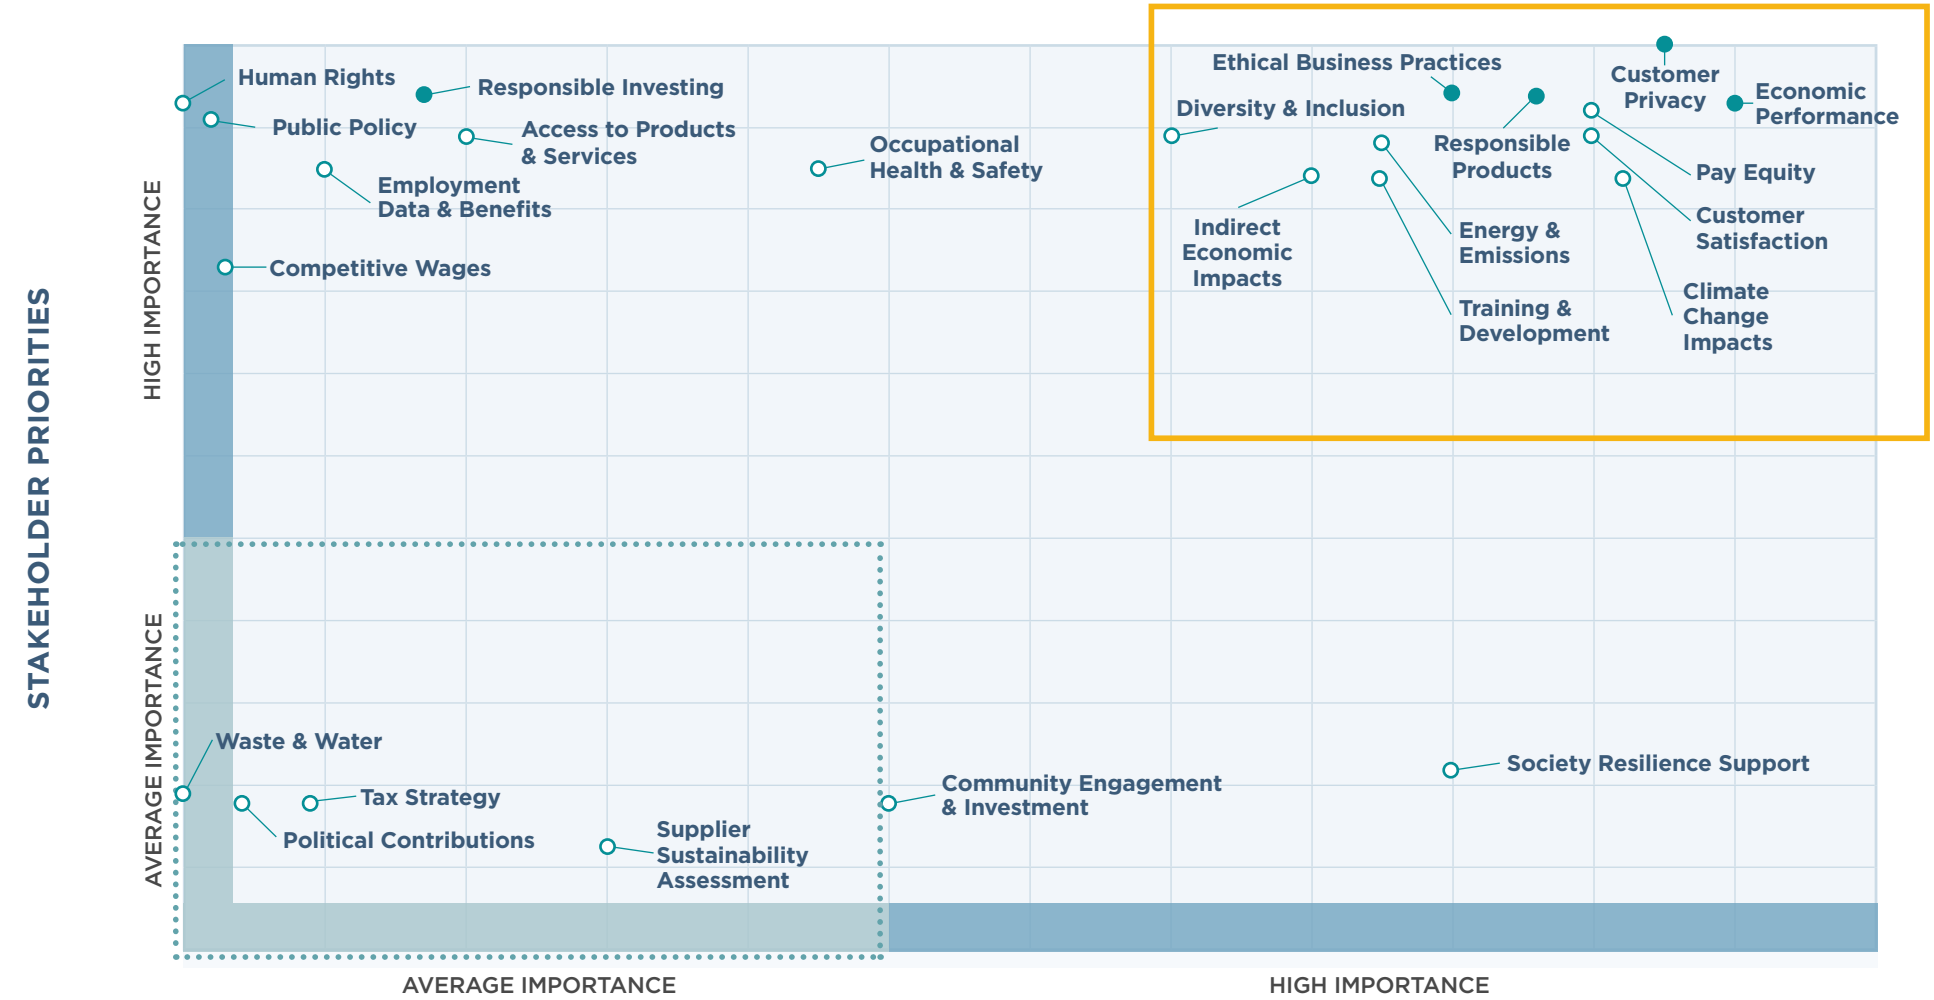 STAKEHOLDER PRIORITIES
HIGH IMPORTANCE
AVERAGE IMPORTANCE
Human Rights
Responsible Investing
Public Policy
Access to Products
& Services
Employment
Data & Benefits
Occupational
Health & Safety
Competitive Wages
Ethical Business Practices
Diversity & Inclusion
Customer
Privacy
Economic
Performance
Responsible
Products
Pay Equity
Indirect
Economic
Impacts
Energy &
Emissions
Customer
Satisfaction
Training &
Development
Climate
Change
Impacts
Waste & Water
Tax Strategy
Political Contributions
Supplier
Sustainability
Assessment
Community Engagement
& Investment
Society Resilience Support
AVERAGE IMPORTANCE
HIGH IMPORTANCE